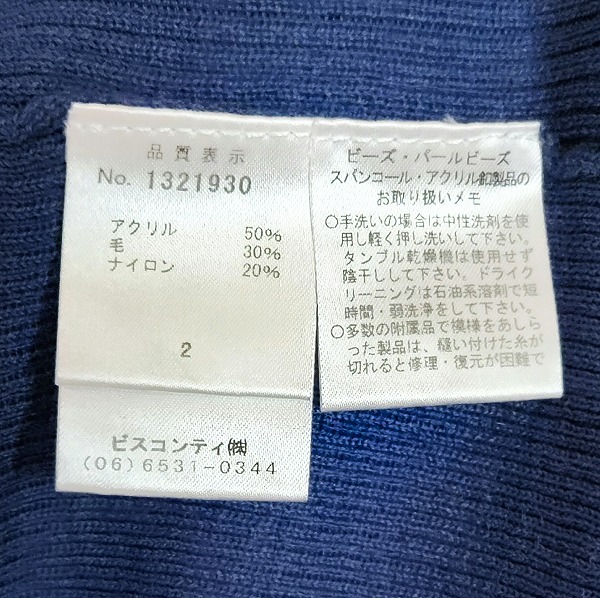 品質表示
No. 1321930
アクリル 50%
毛 30%
ナイロン 20%
2
ビスコンティ㈱
(06)6531-0344
ビーズ・パールビーズ
スパンコール・アクリル釦製品の
お取り扱いメモ
○手洗いの場合は中性洗剤を使
用し軽く押し洗いして下さい。
タンブル乾燥機は使用せず
陰干しして下さい。ドライク
リーニングは石油系溶剤で短
時間・弱洗浄をして下さい。
○多数の附属品で模様をあしら
った製品は、縫い付けた糸が
切れると修理・復元が困難で